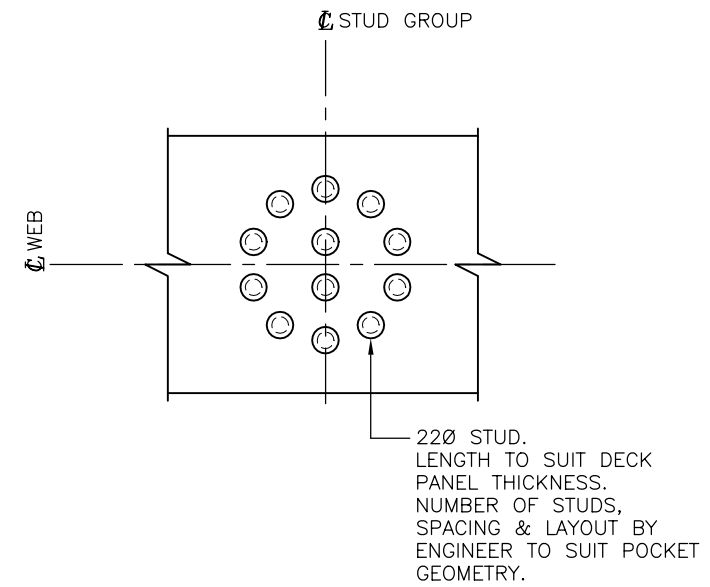 ℄ STUD GROUP
℄ WEB
22Ø STUD.
LENGTH TO SUIT DECK
PANEL THICKNESS.
NUMBER OF STUDS,
SPACING & LAYOUT BY
ENGINEER TO SUIT POCKET
GEOMETRY.